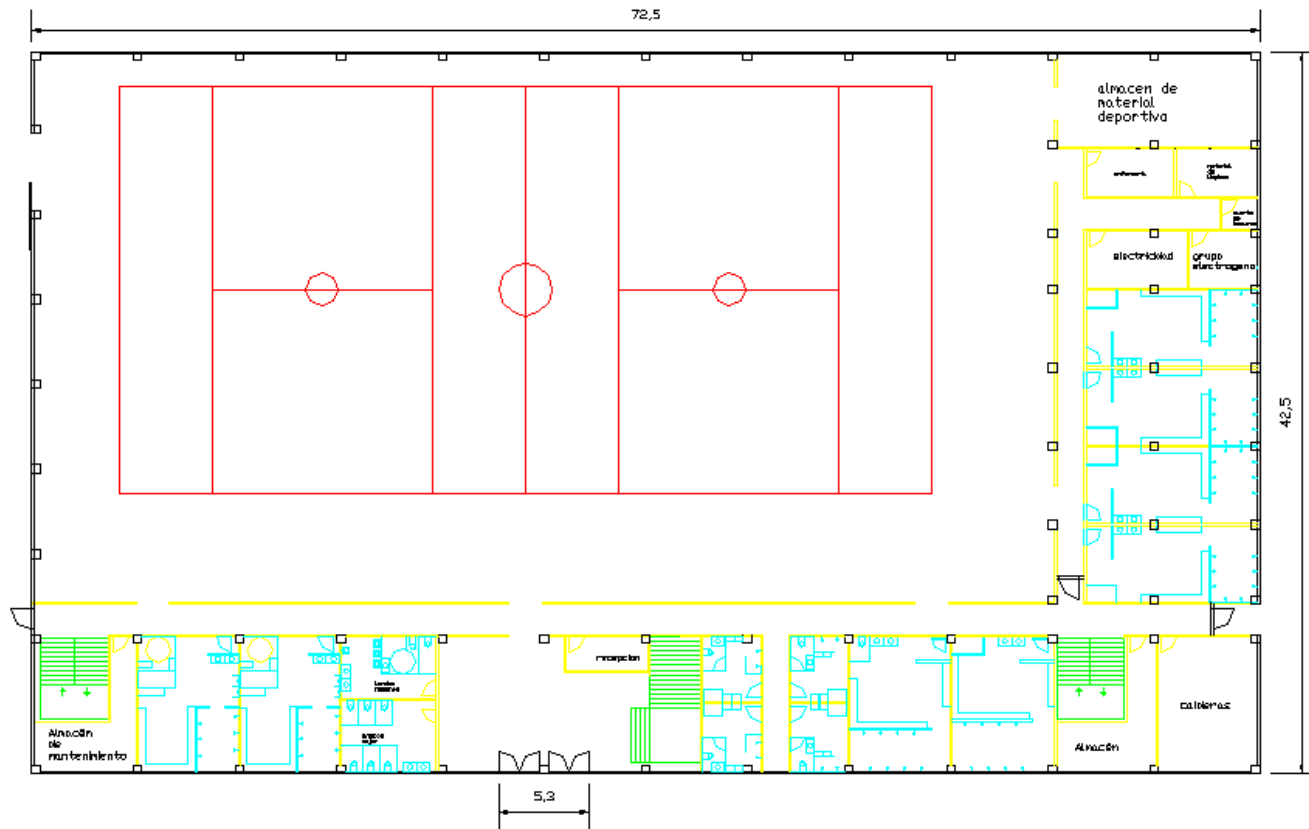 72,5
almacen de
material
deportiva
electricidad
grupo
electrogeno
42,5
recepcion
Almacén
de
mantenimiento
Calderas
Almacén
5,3